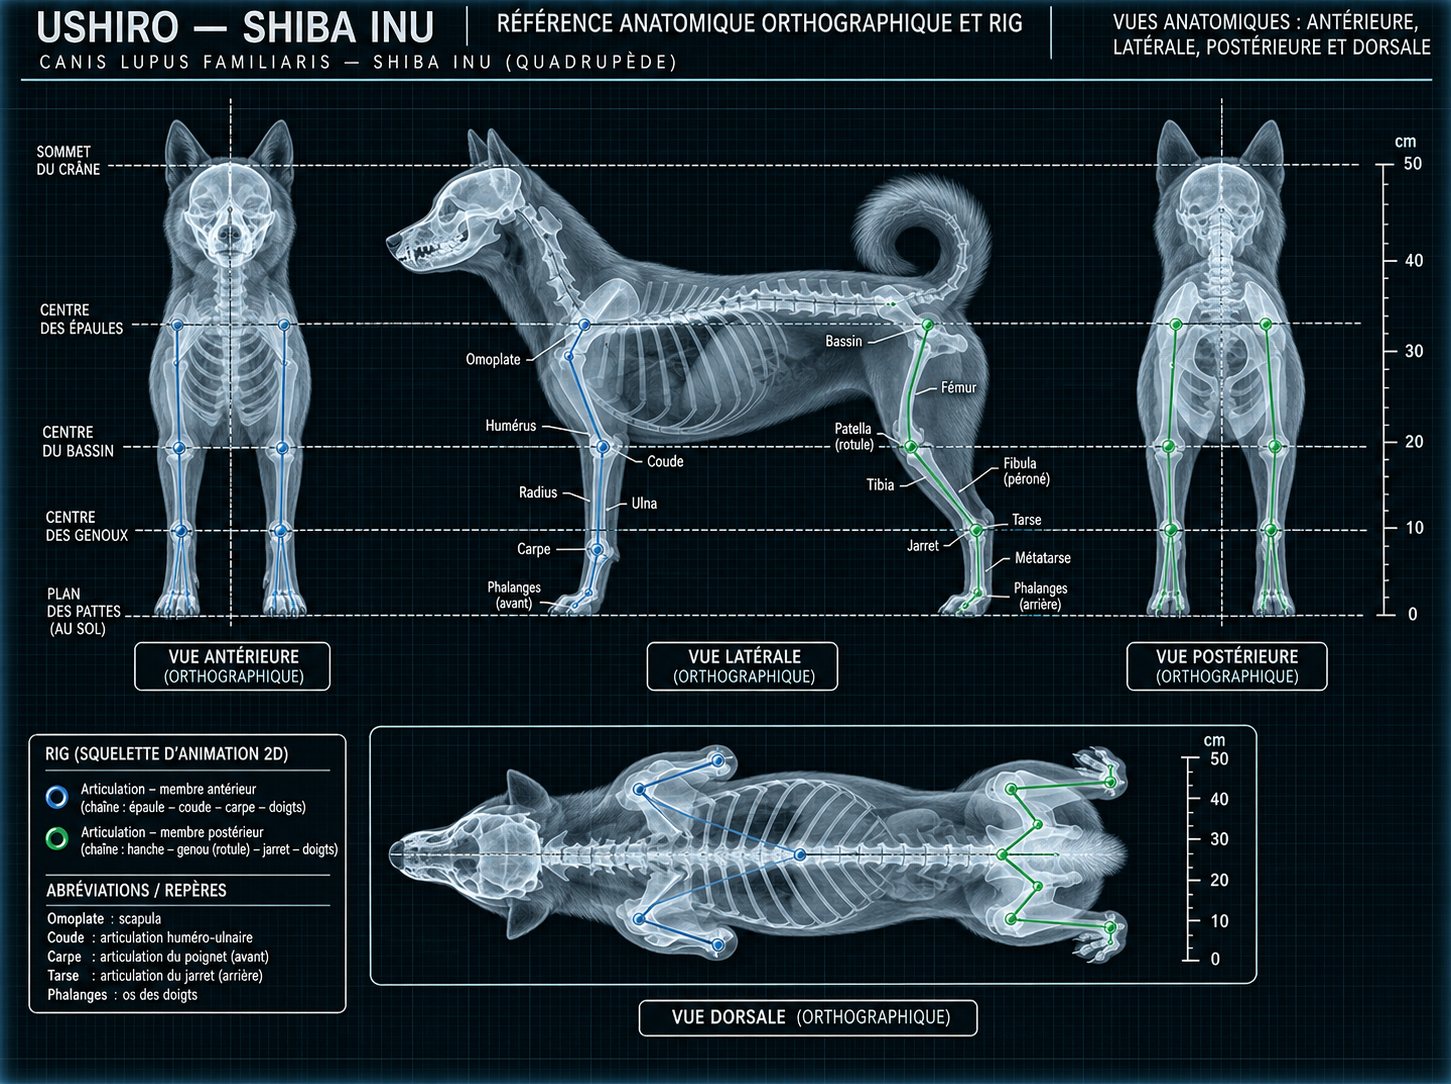 USHIRO — SHIBA INU
CANIS LUPUS FAMILIARIS — SHIBA INU (QUADRUPÈDE)
RÉFÉRENCE ANATOMIQUE ORTHOGRAPHIQUE ET RIG
VUES ANATOMIQUES : ANTÉRIEURE,
LATÉRALE, POSTÉRIEURE ET DORSALE
SOMMET
DU CRÂNE
CENTRE
DES ÉPAULES
CENTRE
DU BASSIN
CENTRE
DES GENOUX
PLAN
DES PATTES
(AU SOL)
VUE ANTÉRIEURE
(ORTHOGRAPHIQUE)
Omoplate
Humérus
Coude
Radius
Ulna
Carpe
Phalanges
(avant)
Bassin
Fémur
Patella
(rotule)
Fibula
(péroné)
Tibia
Tarse
Jarret
Métatarse
Phalanges
(arrière)
VUE LATÉRALE
(ORTHOGRAPHIQUE)
cm
50
40
30
20
10
0
VUE POSTÉRIEURE
(ORTHOGRAPHIQUE)
RIG (SQUELETTE D'ANIMATION 2D)
Articulation – membre antérieur
(chaîne : épaule – coude – carpe – doigts)
Articulation – membre postérieur
(chaîne : hanche – genou (rotule) – jarret – doigts)
ABRÉVIATIONS / REPÈRES
Omoplate : scapula
Coude : articulation huméro-ulnaire
Carpe : articulation du poignet (avant)
Tarse : articulation du jarret (arrière)
Phalanges : os des doigts
cm
50
40
30
20
10
0
VUE DORSALE (ORTHOGRAPHIQUE)